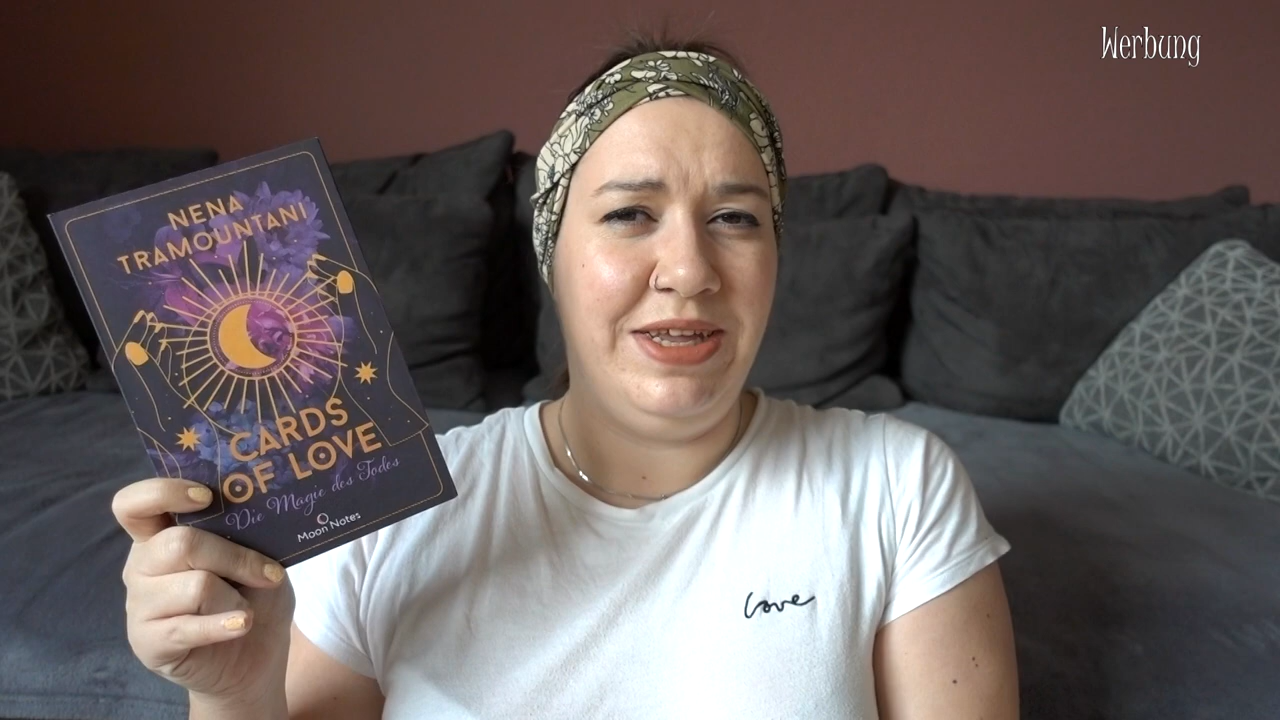 Werbung
NENA
TRAMOUNTANI
CARDS
OF LOVE
Die Magie des Todes
Moon Notes
love